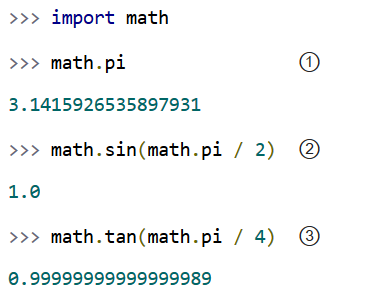 >>> import math
>>> math.pi ①
3.1415926535897931
>>> math.sin(math.pi / 2) ②
1.0
>>> math.tan(math.pi / 4) ③
0.99999999999999989